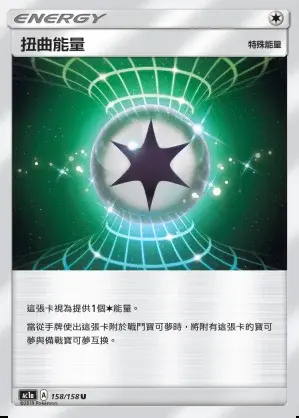 ENERGY
扭曲能量
特殊能量
這張卡視為提供1個✶能量。
當從手牌使出這張卡附於戰鬥寶可夢時，將附有這張卡的寶可
夢與備戰寶可夢互換。
AC1a A 158/158 U
©2019 Pokémon